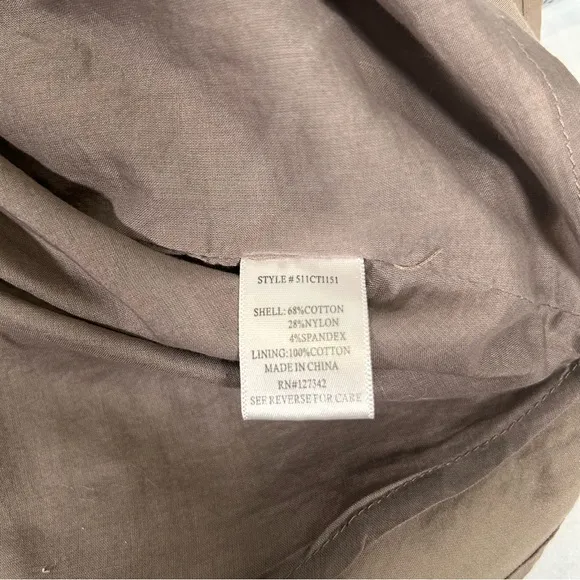 STYLE # 511CT1151
SHELL: 68%COTTON
28%NYLON
4%SPANDEX
LINING: 100%COTTON
MADE IN CHINA
RN#127342
SEE REVERSE FOR CARE